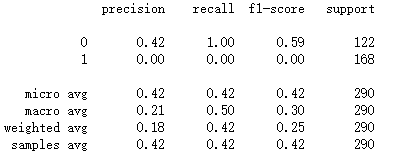 precision recall f1-score support
0 0.42 1.00 0.59 122
1 0.00 0.00 0.00 168
micro avg 0.42 0.42 0.42 290
macro avg 0.21 0.50 0.30 290
weighted avg 0.18 0.42 0.25 290
samples avg 0.42 0.42 0.42 290